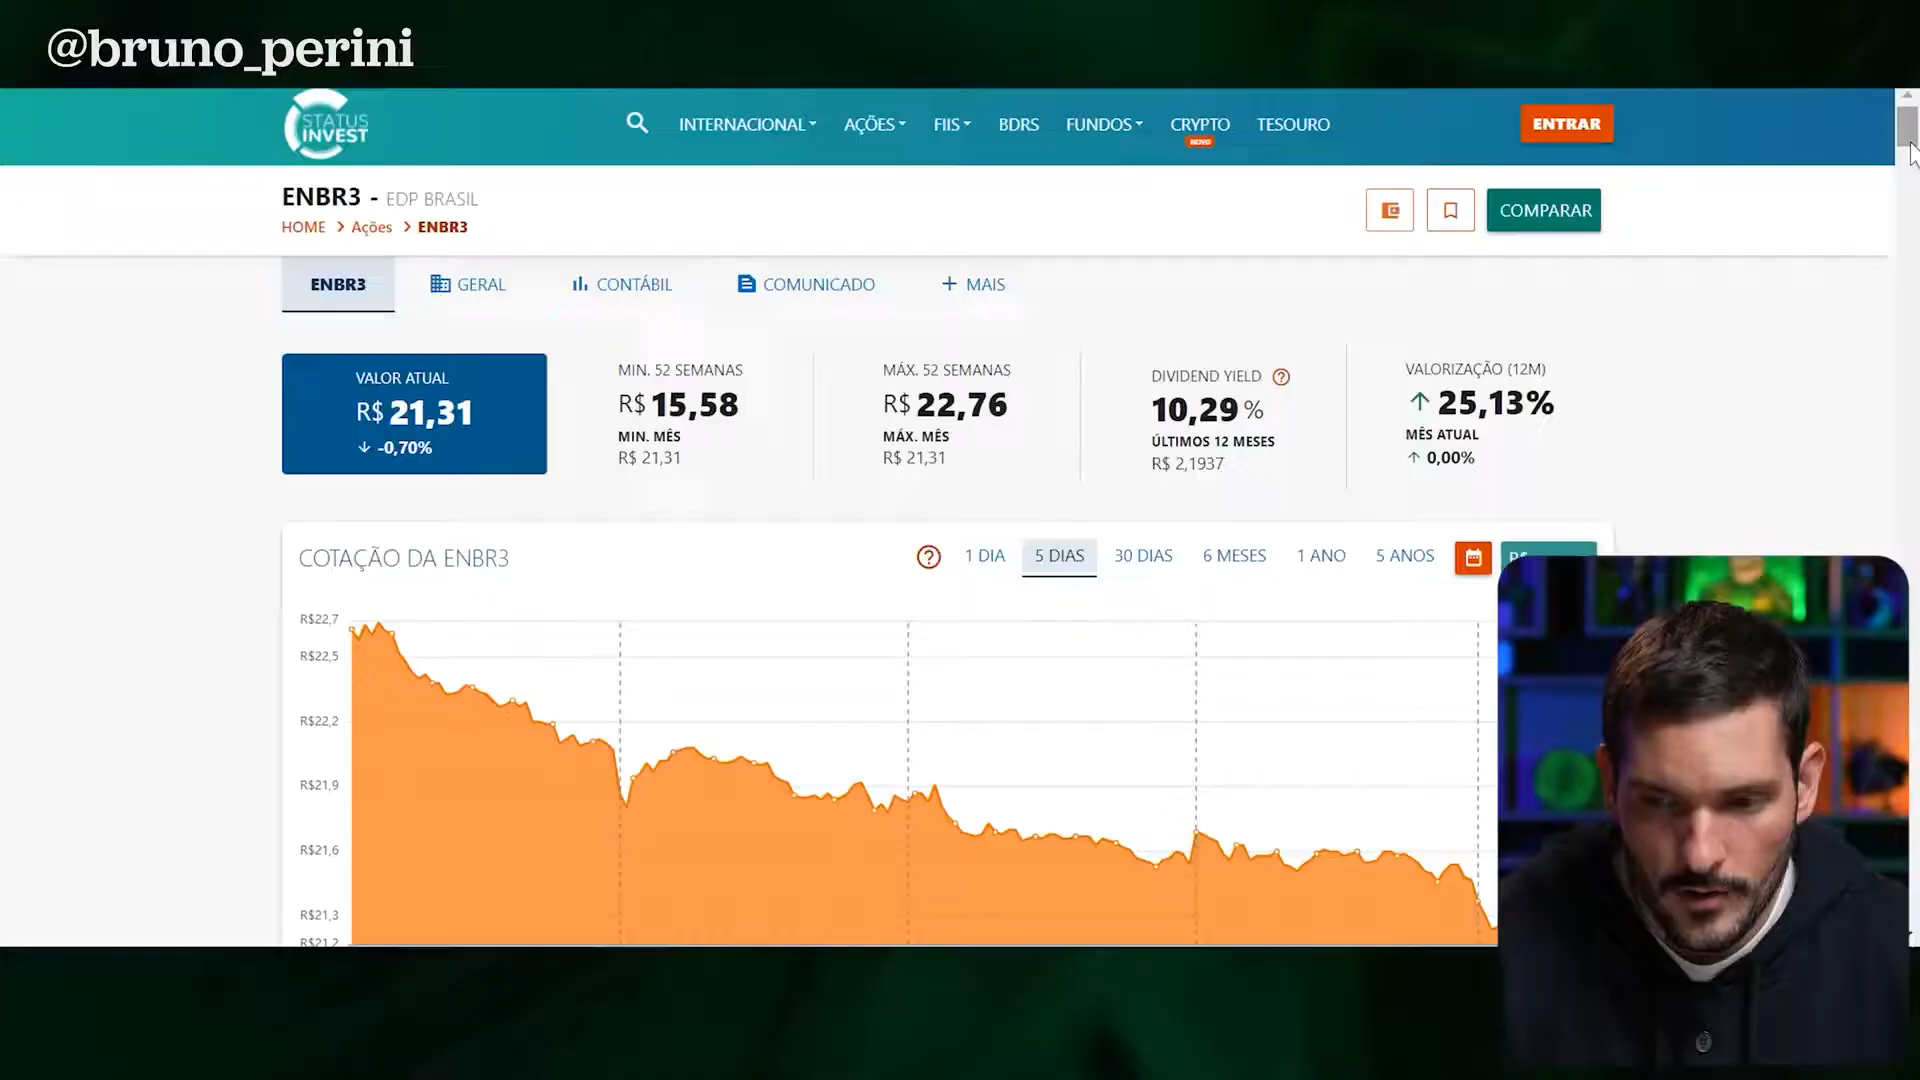 @bruno_perini
STATUS
INVEST
INTERNACIONAL
AÇÕES
FIIS
BDRS
FUNDOS
CRYPTO
NOVO
TESOURO
ENTRAR
ENBR3 - EDP BRASIL
HOME > Ações > ENBR3
COMPARAR
ENBR3
GERAL
CONTÁBIL
COMUNICADO
+ MAIS
VALOR ATUAL
R$ 21,31
-0,70%
MIN. 52 SEMANAS
R$ 15,58
MIN. MÊS
R$ 21,31
MÁX. 52 SEMANAS
R$ 22,76
MÁX. MÊS
R$ 21,31
DIVIDEND YIELD ?
10,29 %
ÚLTIMOS 12 MESES
R$ 2,1937
VALORIZAÇÃO (12M)
25,13%
MÊS ATUAL
0,00%
COTAÇÃO DA ENBR3
?
1 DIA
5 DIAS
30 DIAS
6 MESES
1 ANO
5 ANOS
R$22,7
R$22,5
R$22,2
R$21,9
R$21,6
R$21,3
R$21,2